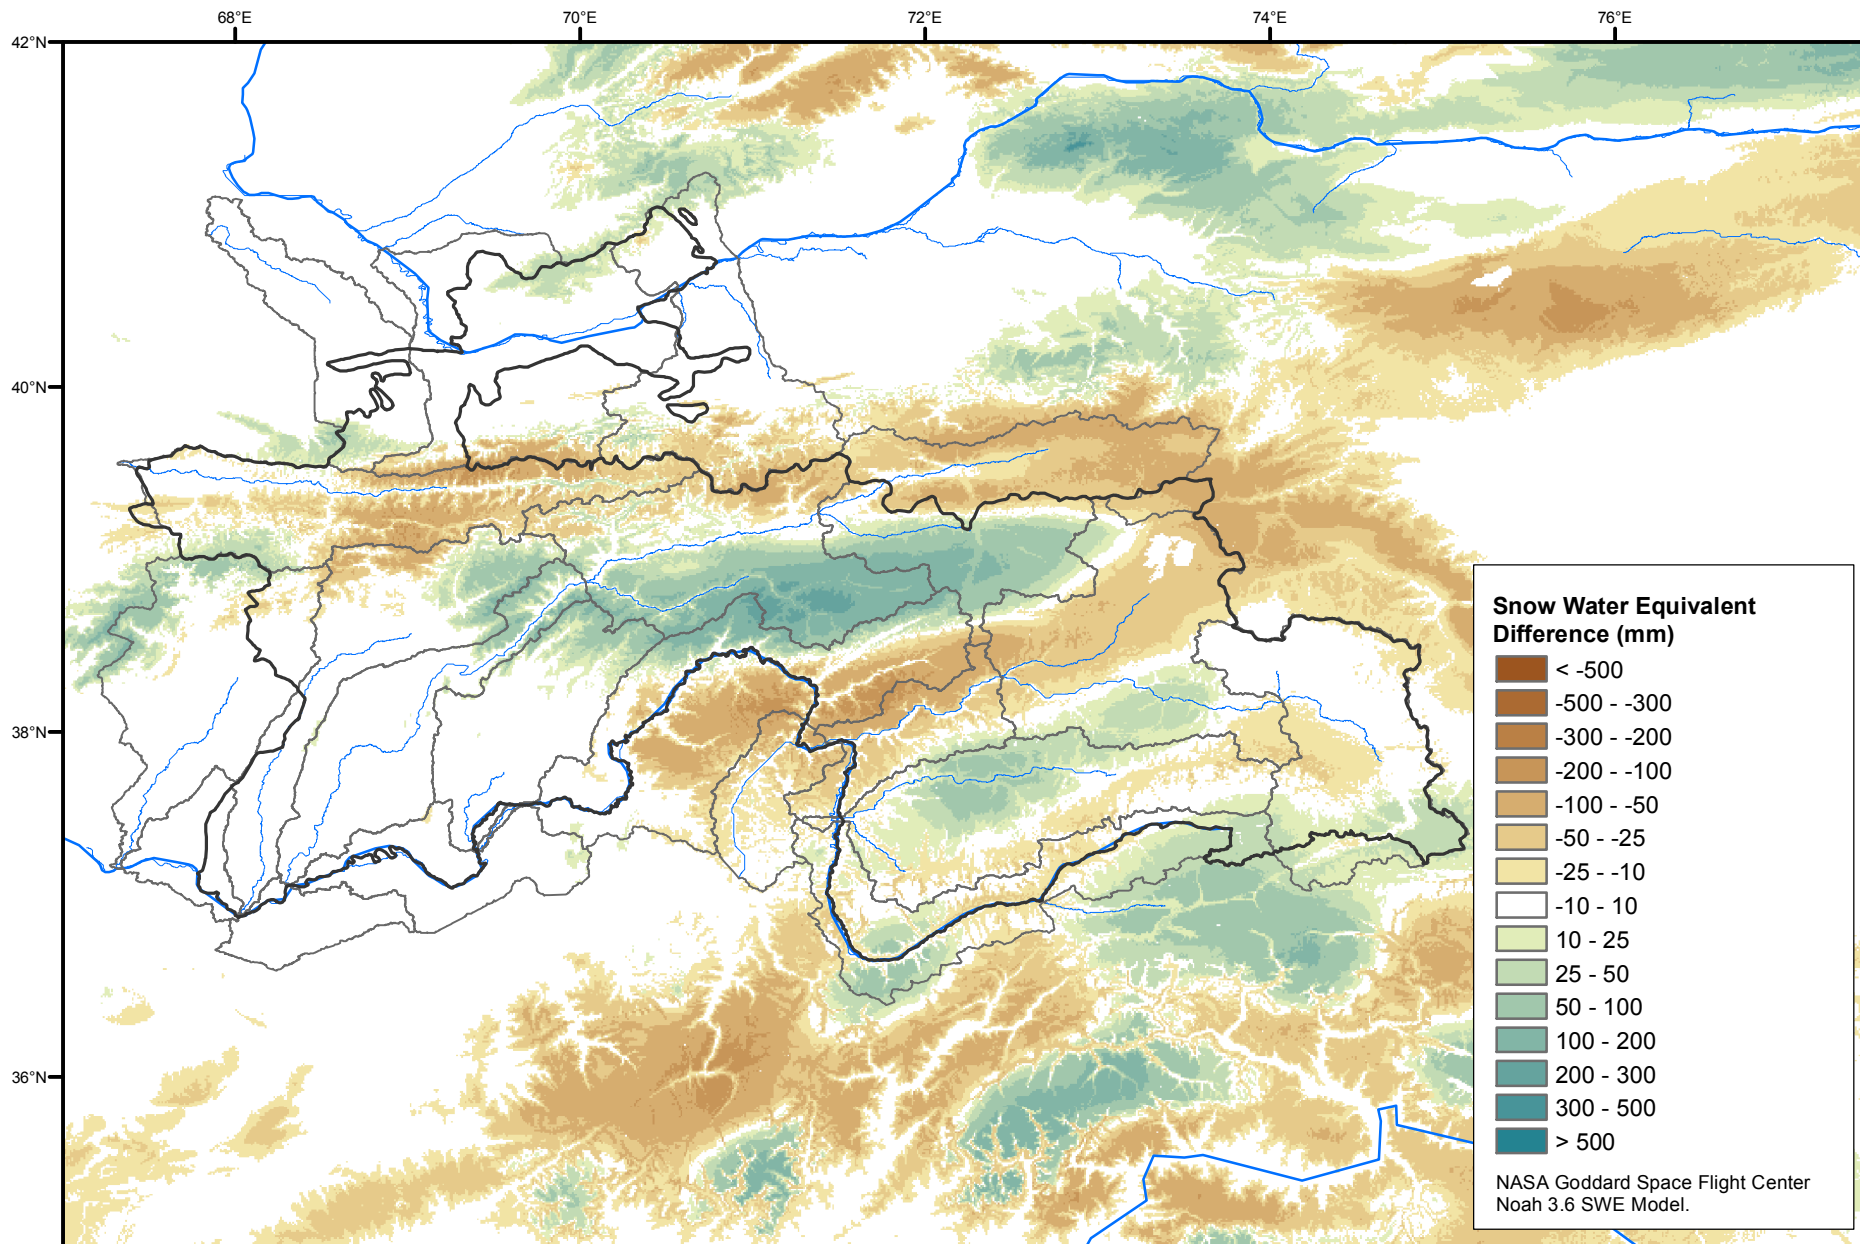 68°E
70°E
72°E
74°E
76°E
42°N
40°N
38°N
36°N
Snow Water Equivalent
Difference (mm)
< -500
-500 - -300
-300 - -200
-200 - -100
-100 - -50
-50 - -25
-25 - -10
-10 - 10
10 - 25
25 - 50
50 - 100
100 - 200
200 - 300
300 - 500
> 500
NASA Goddard Space Flight Center
Noah 3.6 SWE Model.